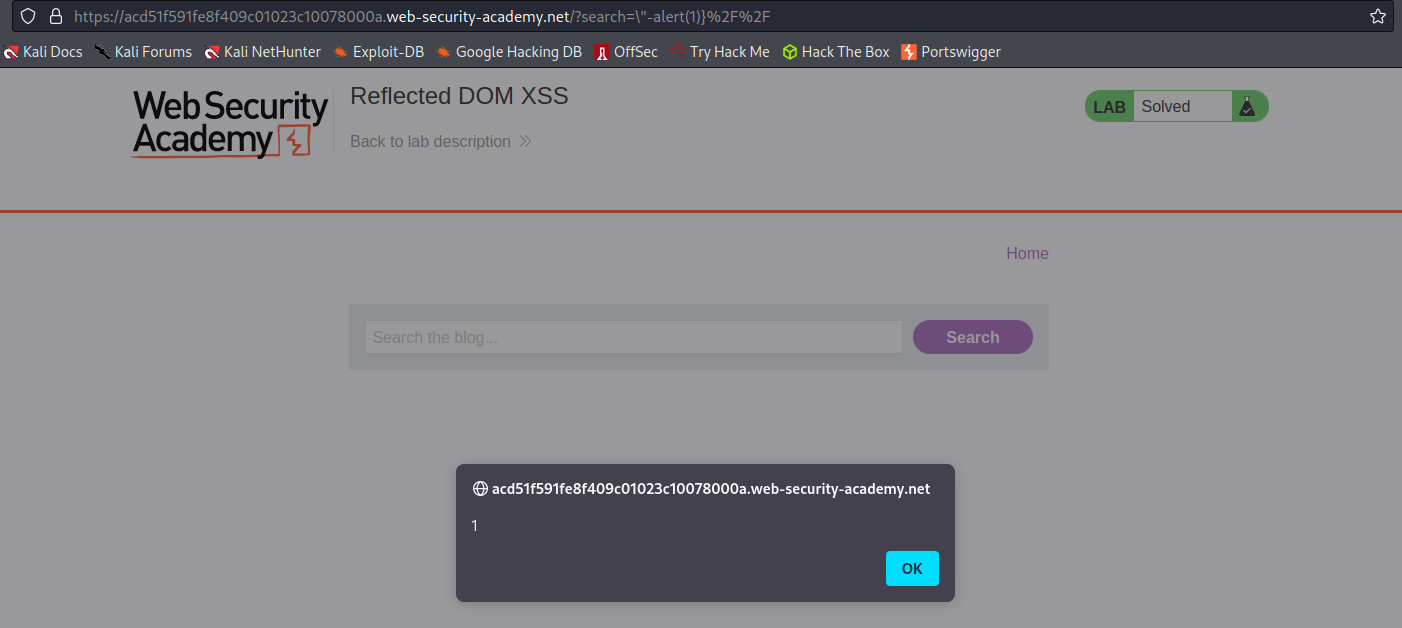 https://acd51f591fe8f409c01023c10078000a.web-security-academy.net/?search=\"-alert(1)}%2F%2F
Kali Docs Kali Forums Kali NetHunter Exploit-DB Google Hacking DB OffSec Try Hack Me Hack The Box Portswigger
WebSecurity
Academy
Reflected DOM XSS
Back to lab description
LAB Solved
Home
Search the blog... Search
acd51f591fe8f409c01023c10078000a.web-security-academy.net
1
OK